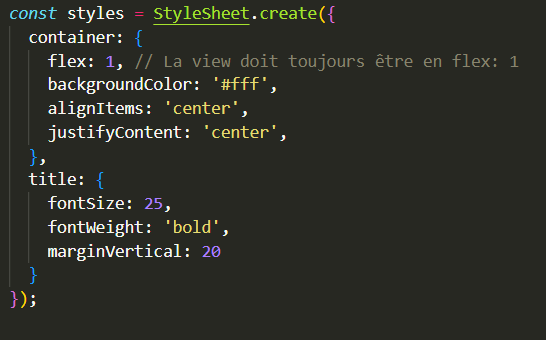 const styles = StyleSheet.create({
  container: {
    flex: 1, // La view doit toujours être en flex: 1
    backgroundColor: '#fff',
    alignItems: 'center',
    justifyContent: 'center',
  },
  title: {
    fontSize: 25,
    fontWeight: 'bold',
    marginVertical: 20
  }
});